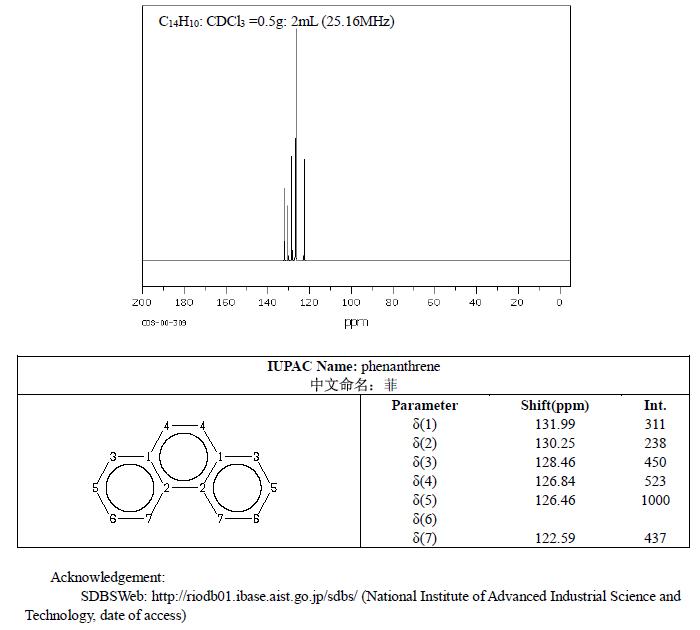 C₁₄H₁₀: CDCl₃ =0.5g: 2mL (25.16MHz)
200 180 160 140 120 100 80 60 40 20 0
CDS-00-309
ppm
IUPAC Name: phenanthrene
中文命名：菲
Parameter Shift(ppm) Int.
δ(1) 131.99 311
δ(2) 130.25 238
δ(3) 128.46 450
δ(4) 126.84 523
δ(5) 126.46 1000
δ(6)
δ(7) 122.59 437
4 4
3 1 1 3
5 2 2 5
6 7 7 6
Acknowledgement:
SDBSWeb: http://riodb01.ibase.aist.go.jp/sdbs/ (National Institute of Advanced Industrial Science and
Technology, date of access)